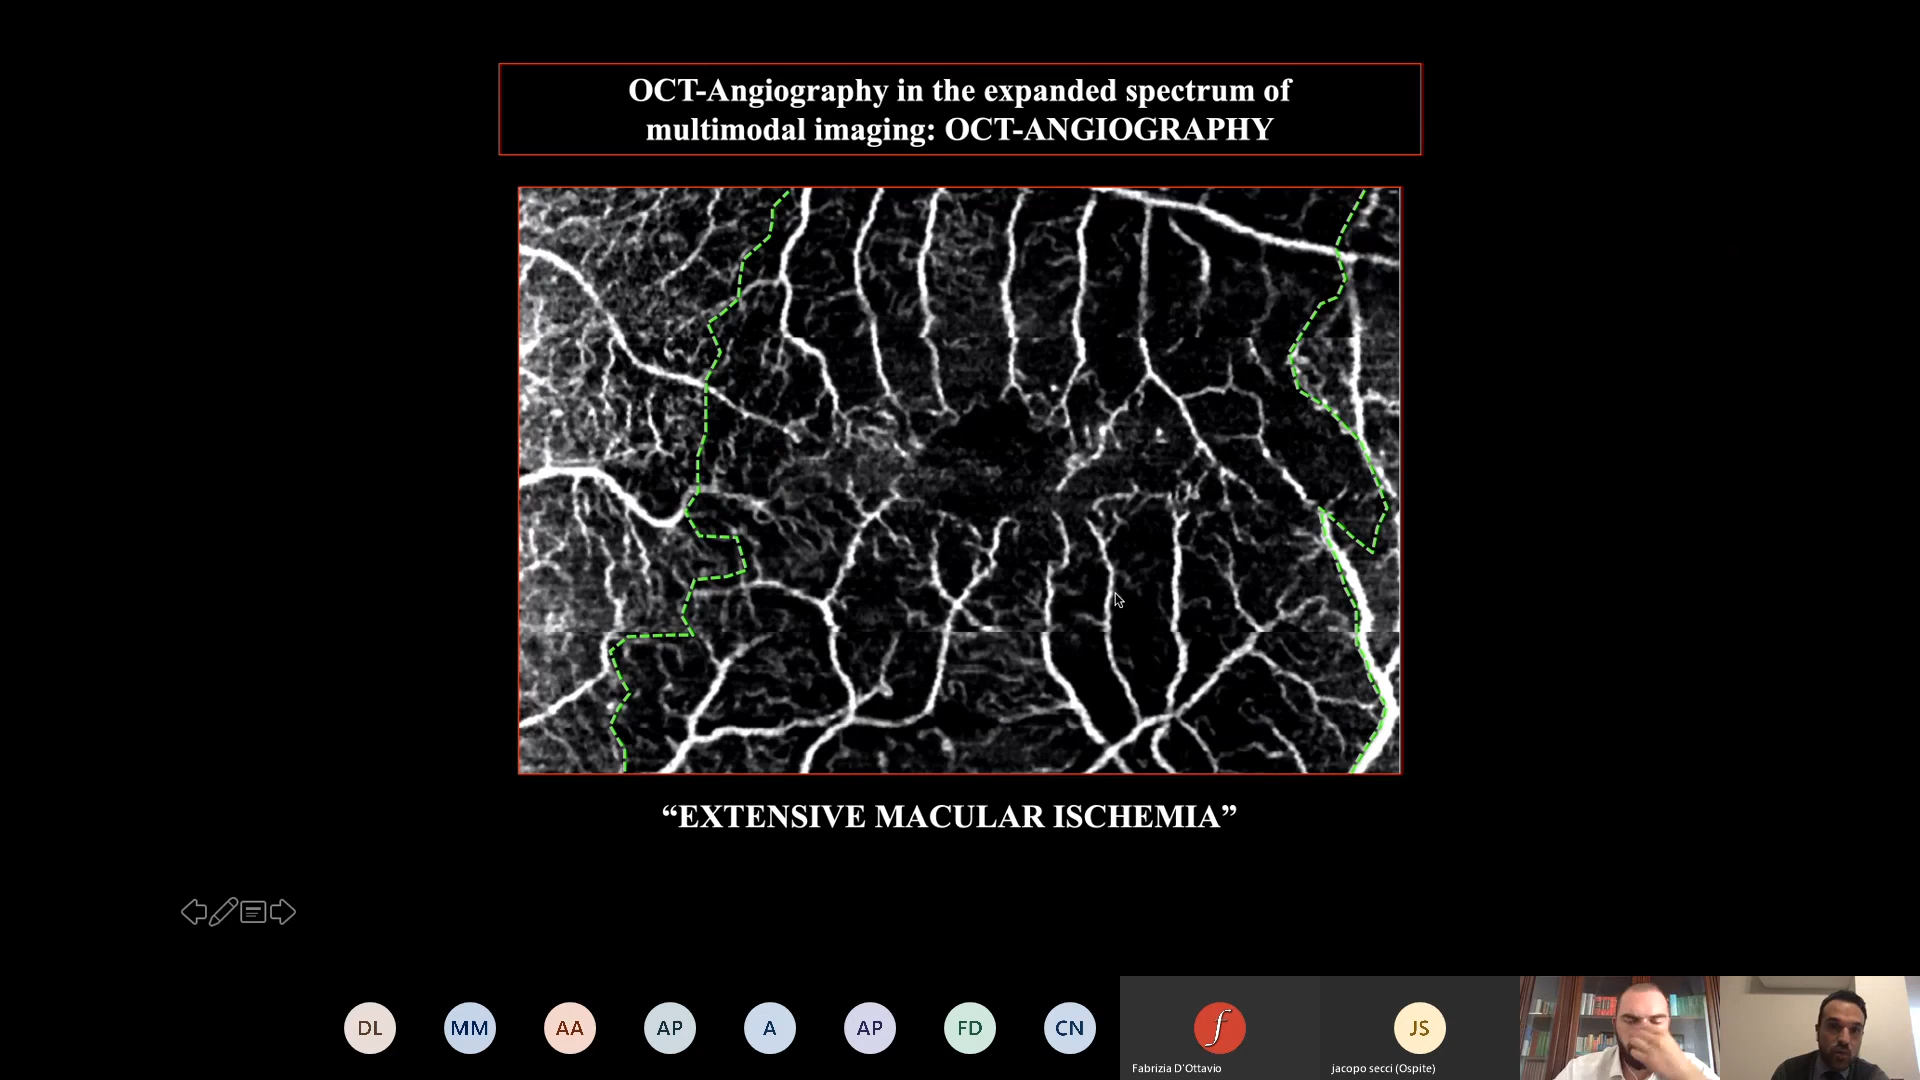 OCT-Angiography in the expanded spectrum of
multimodal imaging: OCT-ANGIOGRAPHY
“EXTENSIVE MACULAR ISCHEMIA”
DL
MM
AA
AP
A
AP
FD
CN
f
JS
Fabrizia D'Ottavio
jacopo secci (Ospite)